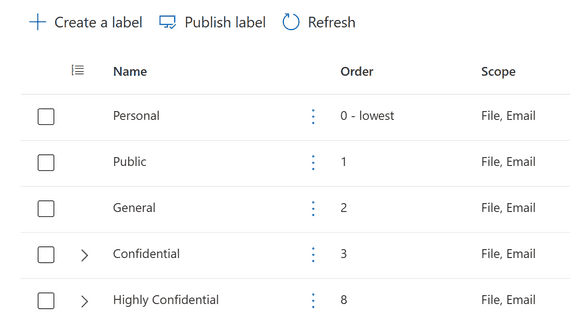 Create a label Publish label Refresh
Name Order Scope
Personal 0 - lowest File, Email
Public 1 File, Email
General 2 File, Email
Confidential 3 File, Email
Highly Confidential 8 File, Email